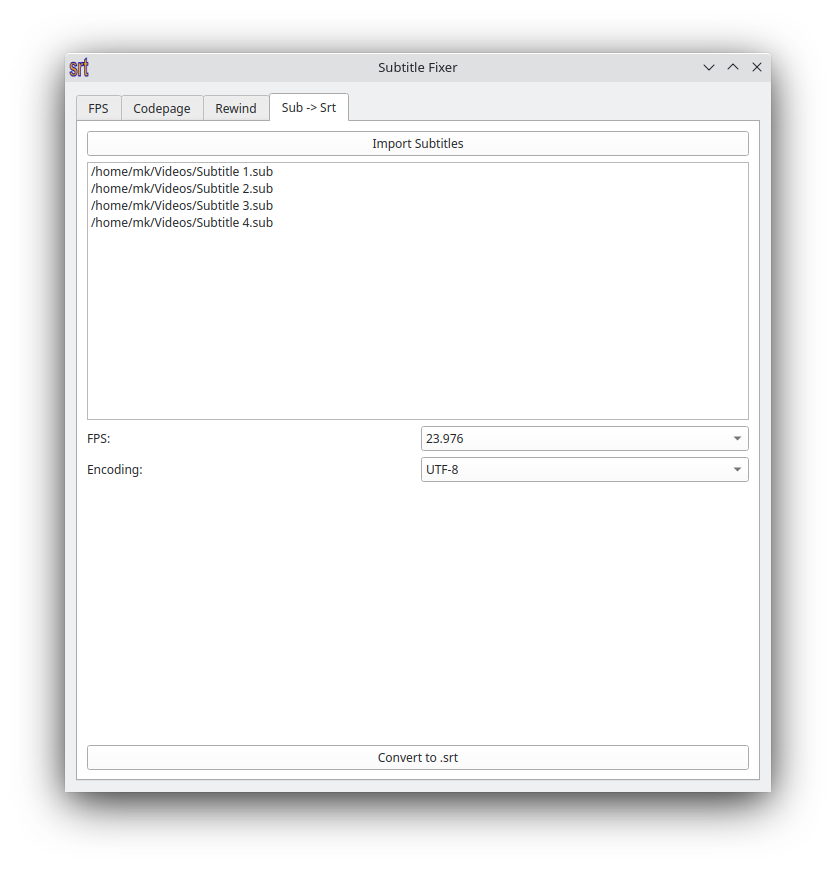 srt Subtitle Fixer
FPS Codepage Rewind Sub -> Srt
Import Subtitles
/home/mk/Videos/Subtitle 1.sub
/home/mk/Videos/Subtitle 2.sub
/home/mk/Videos/Subtitle 3.sub
/home/mk/Videos/Subtitle 4.sub
FPS: 23.976
Encoding: UTF-8
Convert to .srt